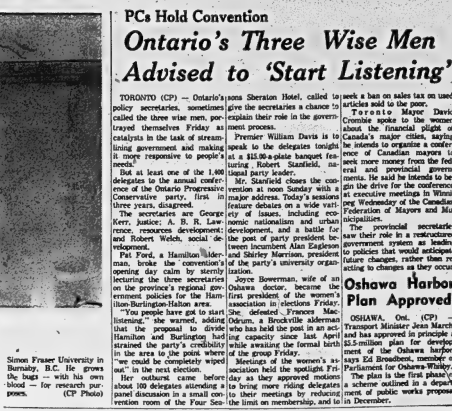 PCs Hold Convention
Ontario's Three Wise Men
Advised to 'Start Listening'
TORONTO (CP) — Ontario's
policy secretaries, sometimes
called the three wise men, por-
trayed themselves Friday as
catalysts in the task of stream-
lining government and making
it more responsive to people's
needs.
But at least one of the 1,400
delegates to the annual confer-
ence of the Ontario Progressive
Conservative party, first in
three years, disagreed.
The secretaries are George
Kerr, justice; A. B. R. Law-
rence, resources development;
and Robert Welch, social de-
velopment.
Pat Ford, a Hamilton alder-
man, broke the convention's
opening day calm by sternly
lecturing the three secretaries
on the province's regional gov-
ernment policies for the Ham-
ilton-Burlington-Halton area.
"You people have got to start
listening," she warned, adding
that the proposal to divide
Hamilton and Burlington had
strained the party's credibility
in the area to the point where
"we could be completely wiped
out" in the next election.
Her outburst came before
about 100 delegates attending a
panel discussion in a small con-
vention room of the Four Sea-
sons Sheraton Hotel, called to
give the secretaries a chance to
explain their role in the govern-
ment process.
Premier William Davis is to
speak to the delegates tonight
at a $15.00-a-plate banquet fea-
turing Robert Stanfield, na-
tional party leader.
Mr. Stanfield closes the con-
vention at noon Sunday with a
major address. Today's sessions
feature debates on a wide vari-
ety of issues, including eco-
nomic nationalism and urban
development, and a battle for
the post of party president be-
tween incumbent Alan Eagleson
and Shirley Morrison, president
of the party's university organ-
ization.
Joyce Bowerman, wife of an
Oshawa doctor, became the
first president of the women's
association in elections Friday.
She defeated Frances Mac-
Odrum, a Brockville alderman
who has held the post in an act-
ing capacity since last April
while awaiting the formal birth
of the group Friday.
Meetings of the women's as-
sociation held the spotlight Fri-
day as they approved motions
to bring more riding delegates
to their meetings by reducing
the limit on membership, and to
seek a ban on sales tax on used
articles sold to the poor.
Toronto Mayor David
Crombie spoke to the women
about the financial plight of
Canada's major cities, saying
he intends to organize a confer-
ence of Canadian mayors to
seek more money from the fed-
eral and provincial govern-
ments. He said he intends to be-
gin the drive for the conference
at executive meetings in Winni-
peg Wednesday of the Canadian
Federation of Mayors and Mu-
nicipalities.
The provincial secretaries
saw their role in a restructured
government system as leading
to policies that would anticipate
future changes, rather than re-
acting to changes as they occur.
Oshawa Harbor
Plan Approved
OSHAWA, Ont. (CP) —
Transport Minister Jean March
and has approved in principle a
$5.5-million plan for develop-
ment of the Oshawa harbor
says Ed Broadbent, member of
Parliament for Oshawa-Whitby.
The plan is the first phase of
a scheme outlined in a depart-
ment of public works proposal
in December.
Simon Fraser University in
Burnaby, B.C. He grows
the bugs — with his own
blood — for research pur-
poses. (CP Photo)